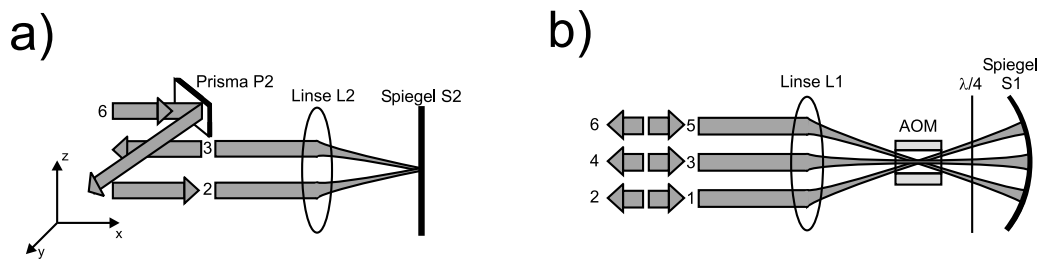 a)
Prisma P2
Linse L2
Spiegel S2
6
3
2
z
x
y
b)
Linse L1
λ/4
Spiegel
S1
AOM
6
5
4
3
2
1